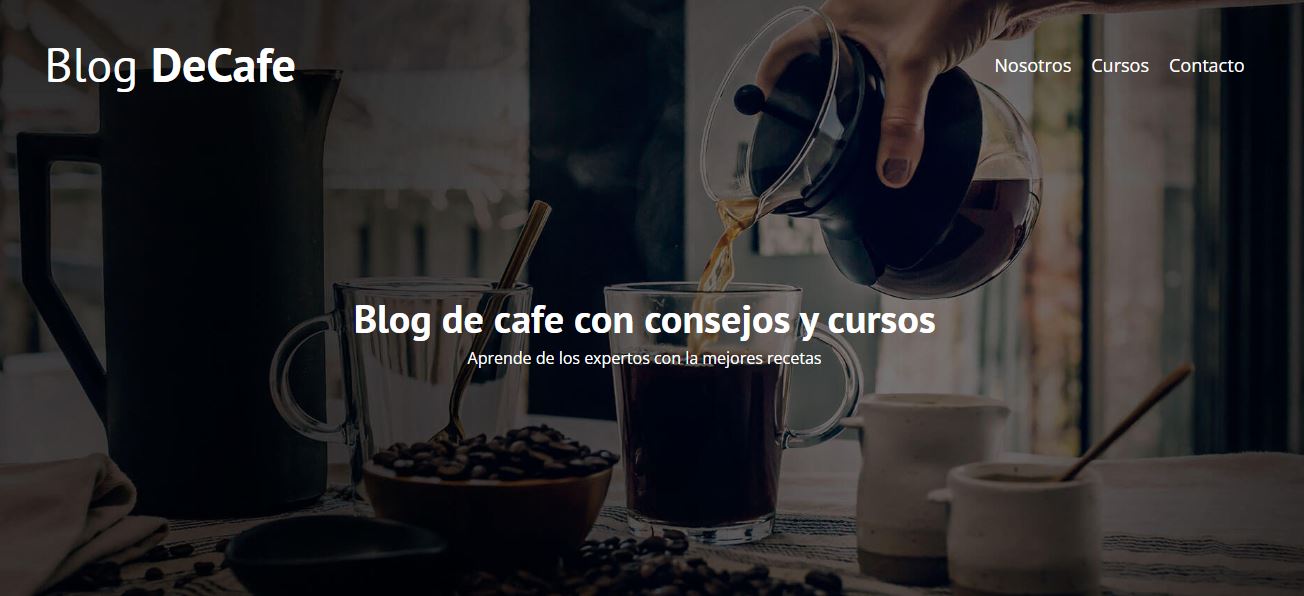 Blog DeCafe
Nosotros Cursos Contacto
Blog de cafe con consejos y cursos
Aprende de los expertos con la mejores recetas